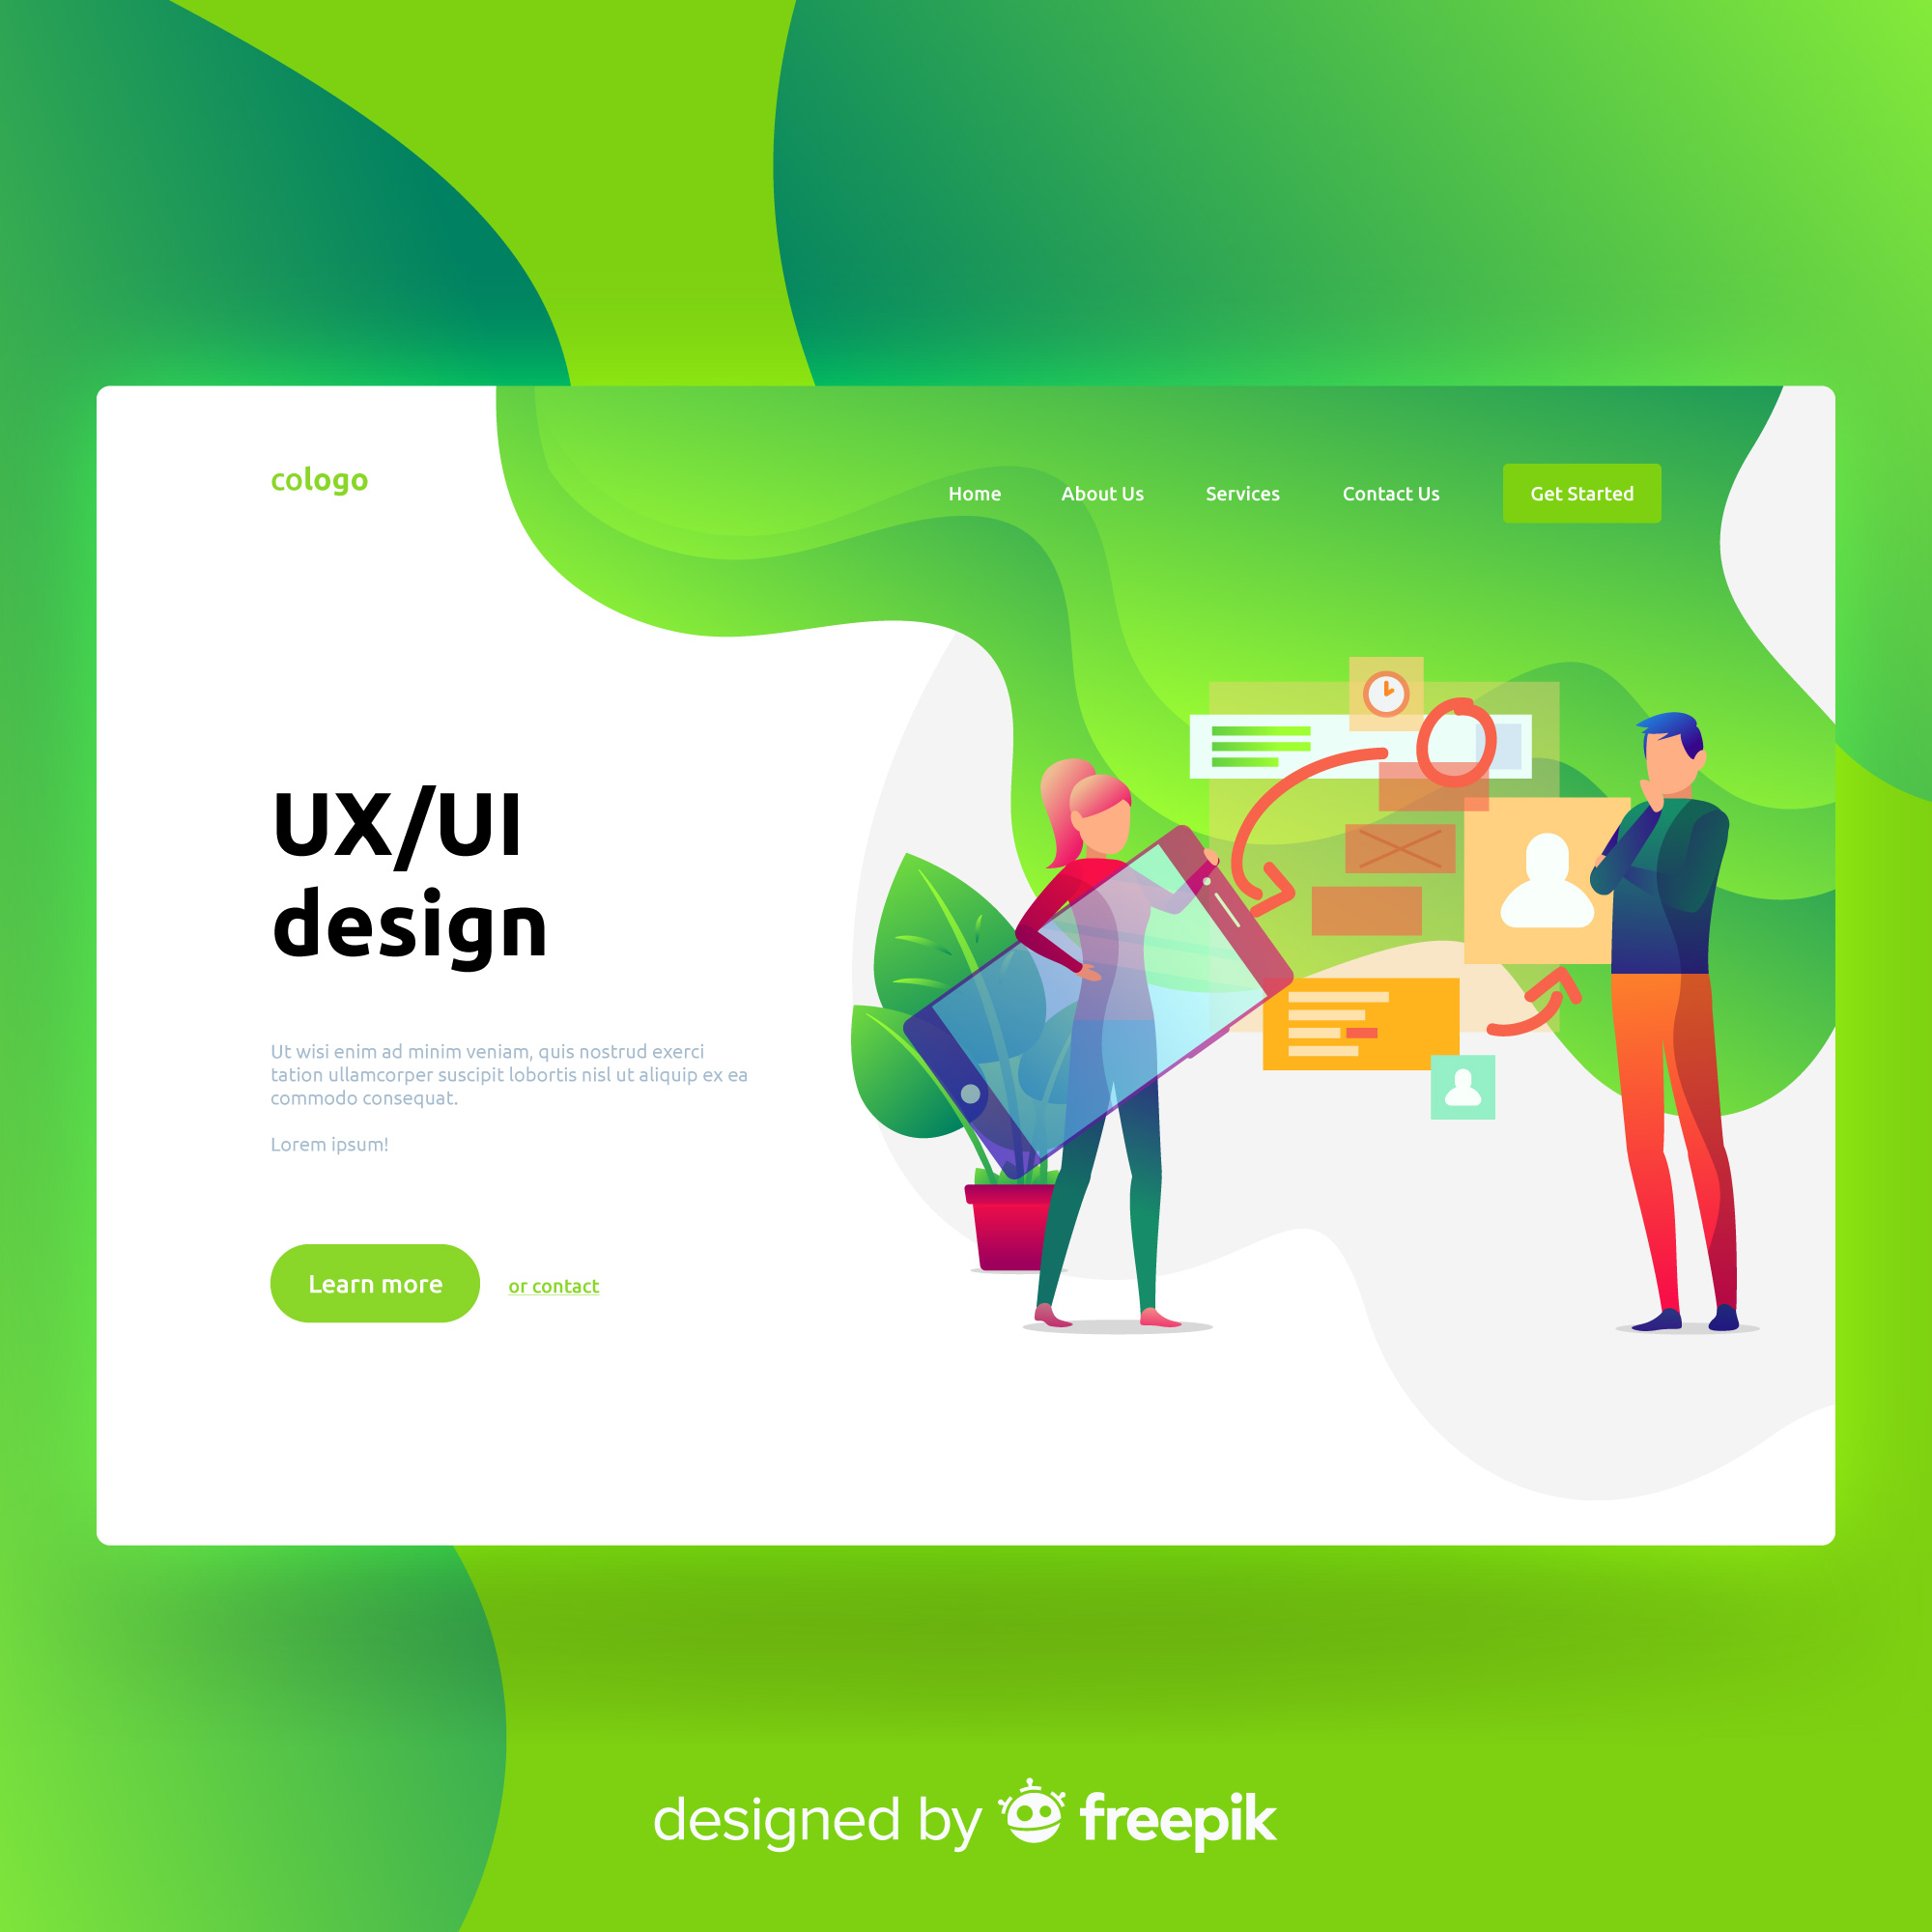 cologo
Home
About Us
Services
Contact Us
Get Started
UX/UI
design
Ut wisi enim ad minim veniam, quis nostrud exerci
tation ullamcorper suscipit lobortis nisl ut aliquip ex ea
commodo consequat.
Lorem ipsum!
Learn more
or contact
designed by freepik